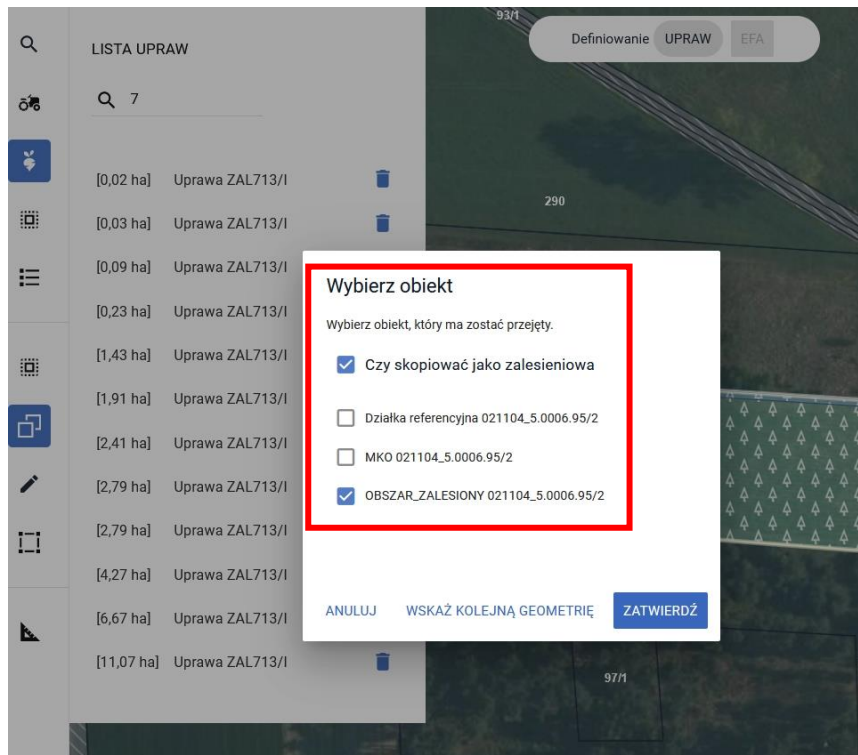 93/1
Definiowanie UPRAW EFA
LISTA UPRAW
7
[0,02 ha] Uprawa ZAL713/I
290
[0,03 ha] Uprawa ZAL713/I
[0,09 ha] Uprawa ZAL713/I
[0,23 ha] Uprawa ZAL713/I
[1,43 ha] Uprawa ZAL713/I
[1,91 ha] Uprawa ZAL713/I
[2,41 ha] Uprawa ZAL713/I
[2,79 ha] Uprawa ZAL713/I
[2,79 ha] Uprawa ZAL713/I
[4,27 ha] Uprawa ZAL713/I
[6,67 ha] Uprawa ZAL713/I
[11,07 ha] Uprawa ZAL713/I
Wybierz obiekt
Wybierz obiekt, który ma zostać przejęty.
Czy skopiować jako zalesieniowa
Działka referencyjna 021104_5.0006.95/2
MKO 021104_5.0006.95/2
OBSZAR_ZALESIONY 021104_5.0006.95/2
ANULUJ WSKAŻ KOLEJNĄ GEOMETRIĘ ZATWIERDŹ
97/1